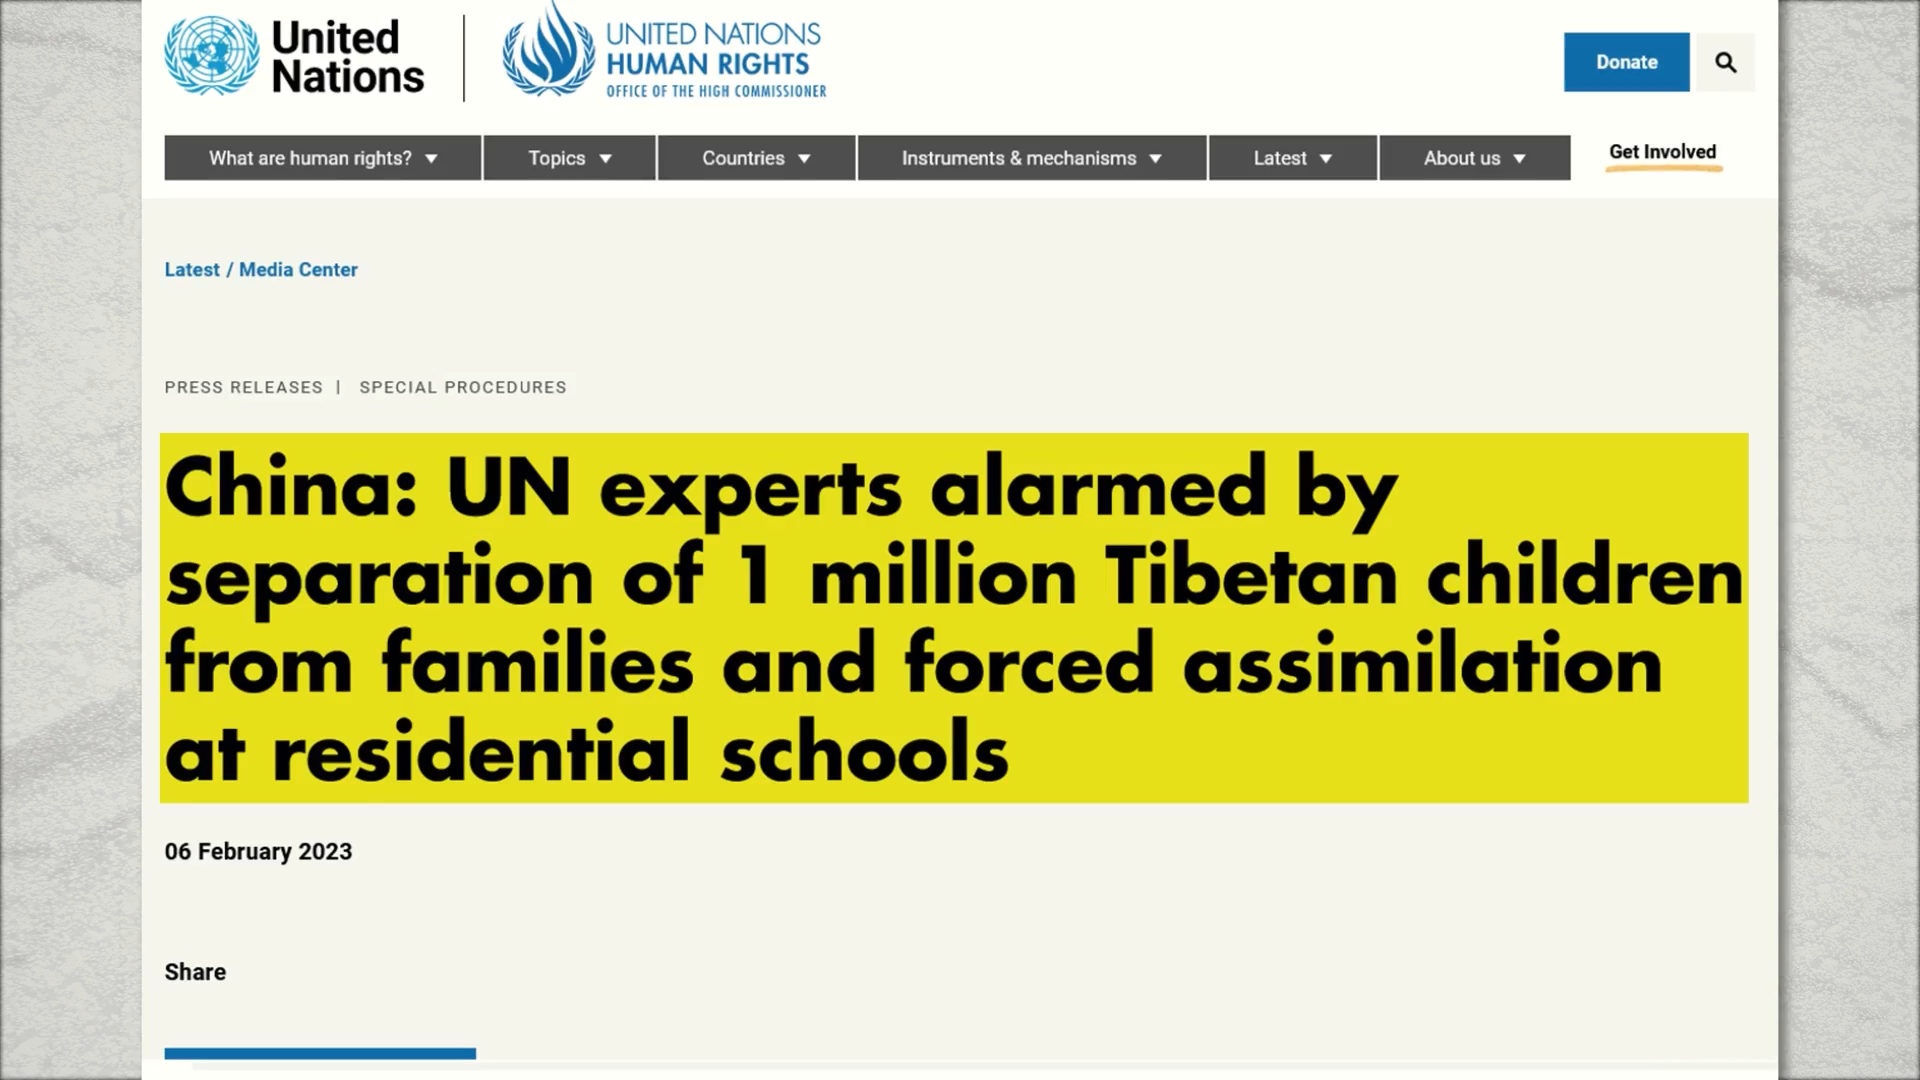 United
Nations
UNITED NATIONS
HUMAN RIGHTS
OFFICE OF THE HIGH COMMISSIONER
Donate
What are human rights? Topics Countries Instruments & mechanisms Latest About us Get Involved
Latest / Media Center
PRESS RELEASES | SPECIAL PROCEDURES
China: UN experts alarmed by
separation of 1 million Tibetan children
from families and forced assimilation
at residential schools
06 February 2023
Share